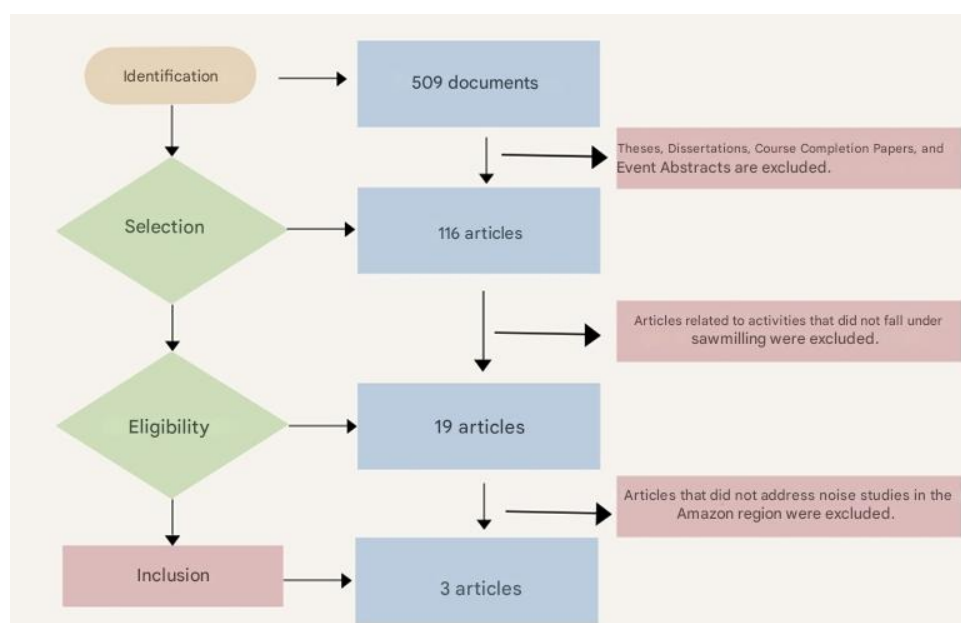 Identification
509 documents
Theses, Dissertations, Course Completion Papers, and
Event Abstracts are excluded.
Selection
116 articles
Articles related to activities that did not fall under
sawmilling were excluded.
Eligibility
19 articles
Articles that did not address noise studies in the
Amazon region were excluded.
Inclusion
3 articles